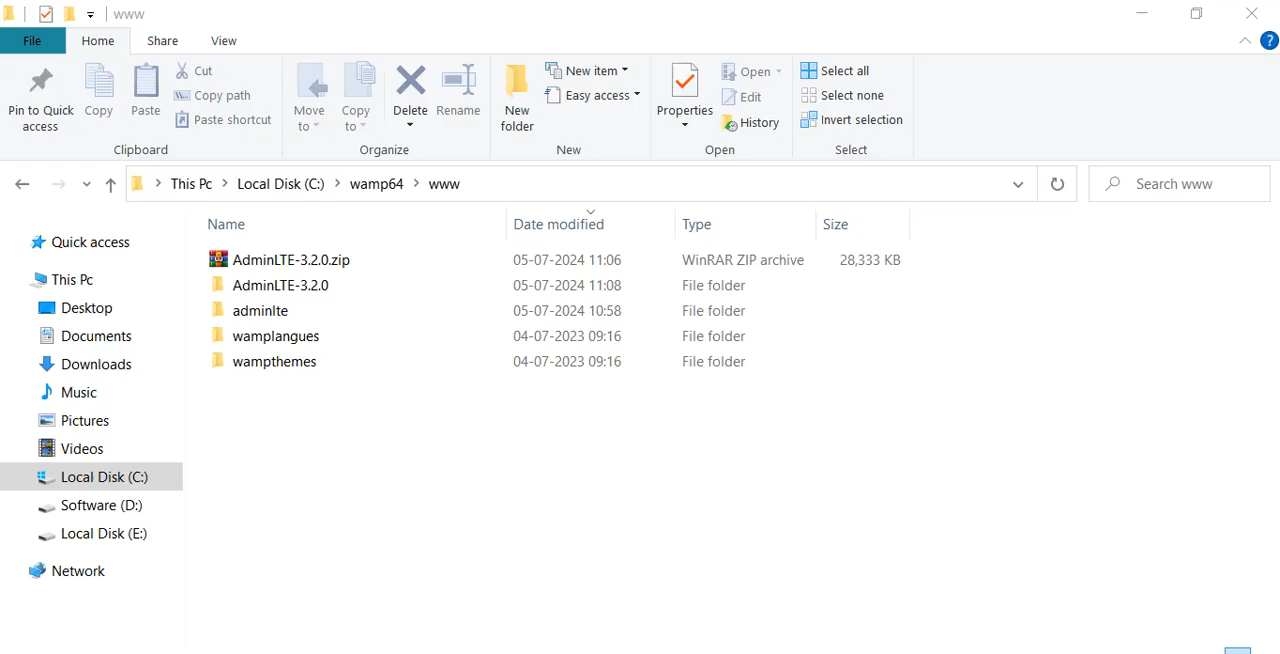 www
File Home Share View
Pin to Quick access
Copy
Paste
Cut
Copy path
Paste shortcut
Clipboard
Move to
Copy to
Delete
Rename
Organize
New folder
New item
Easy access
New
Properties
Open
Edit
History
Open
Select all
Select none
Invert selection
Select
This Pc > Local Disk (C:) > wamp64 > www
Search www
Quick access
This Pc
Desktop
Documents
Downloads
Music
Pictures
Videos
Local Disk (C:)
Software (D:)
Local Disk (E:)
Network
Name Date modified Type Size
AdminLTE-3.2.0.zip 05-07-2024 11:06 WinRAR ZIP archive 28,333 KB
AdminLTE-3.2.0 05-07-2024 11:08 File folder
adminlte 05-07-2024 10:58 File folder
wamplangues 04-07-2023 09:16 File folder
wampthemes 04-07-2023 09:16 File folder